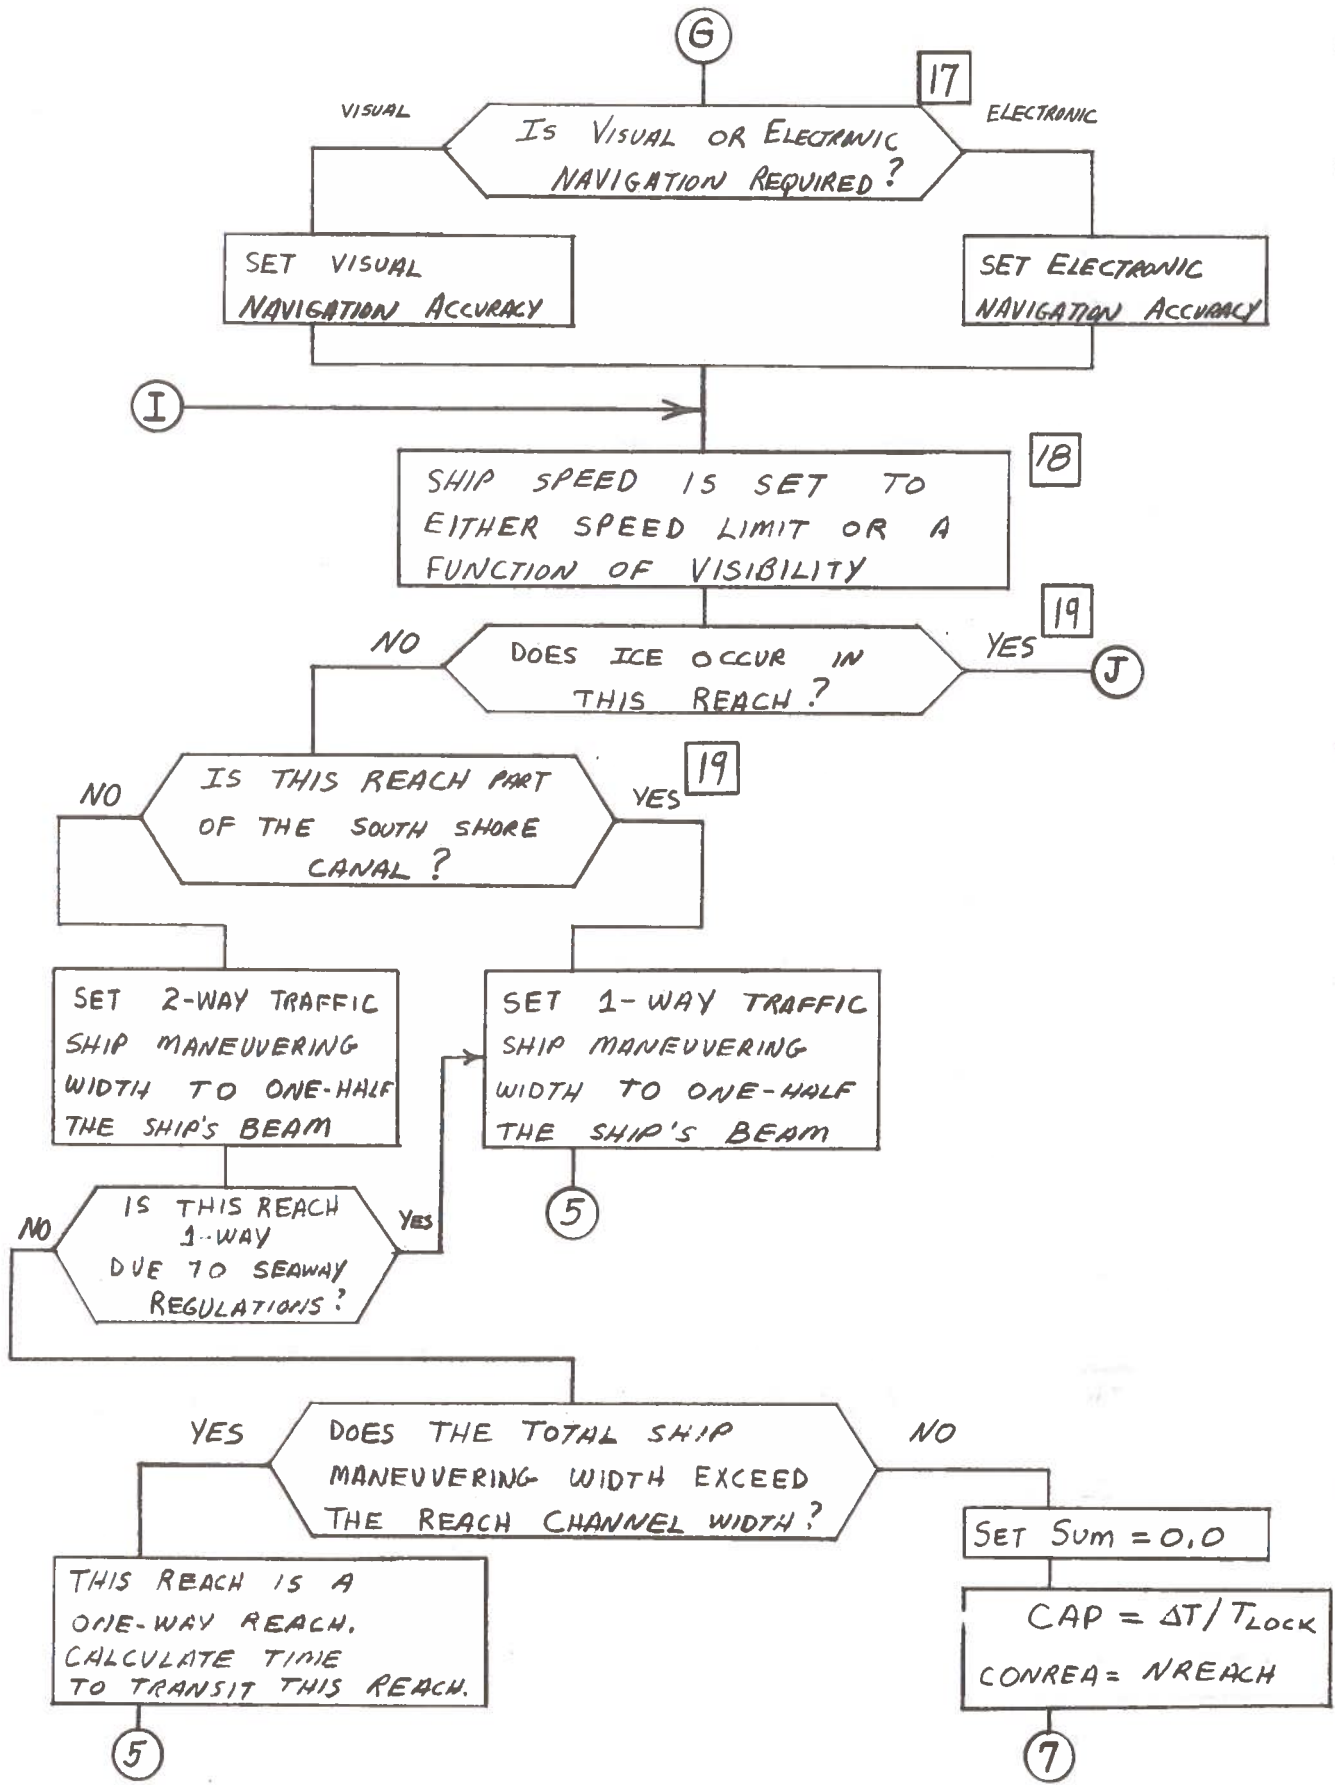 G
17
VISUAL
ELECTRONIC
IS VISUAL OR ELECTRONIC
NAVIGATION REQUIRED?
SET VISUAL
NAVIGATION ACCURACY
SET ELECTRONIC
NAVIGATION ACCURACY
I
18
SHIP SPEED IS SET TO
EITHER SPEED LIMIT OR A
FUNCTION OF VISIBILITY
19
NO
YES
DOES ICE OCCUR IN
THIS REACH?
J
19
NO
YES
IS THIS REACH PART
OF THE SOUTH SHORE
CANAL?
SET 2-WAY TRAFFIC
SHIP MANEUVERING
WIDTH TO ONE-HALF
THE SHIP'S BEAM
SET 1-WAY TRAFFIC
SHIP MANEUVERING
WIDTH TO ONE-HALF
THE SHIP'S BEAM
5
NO
YES
IS THIS REACH
1-WAY
DUE TO SEAWAY
REGULATIONS?
YES
NO
DOES THE TOTAL SHIP
MANEUVERING WIDTH EXCEED
THE REACH CHANNEL WIDTH?
THIS REACH IS A
ONE-WAY REACH.
CALCULATE TIME
TO TRANSIT THIS REACH.
5
SET SUM = 0.0
CAP = ΔT/TLOCK
CONREA = NREACH
7